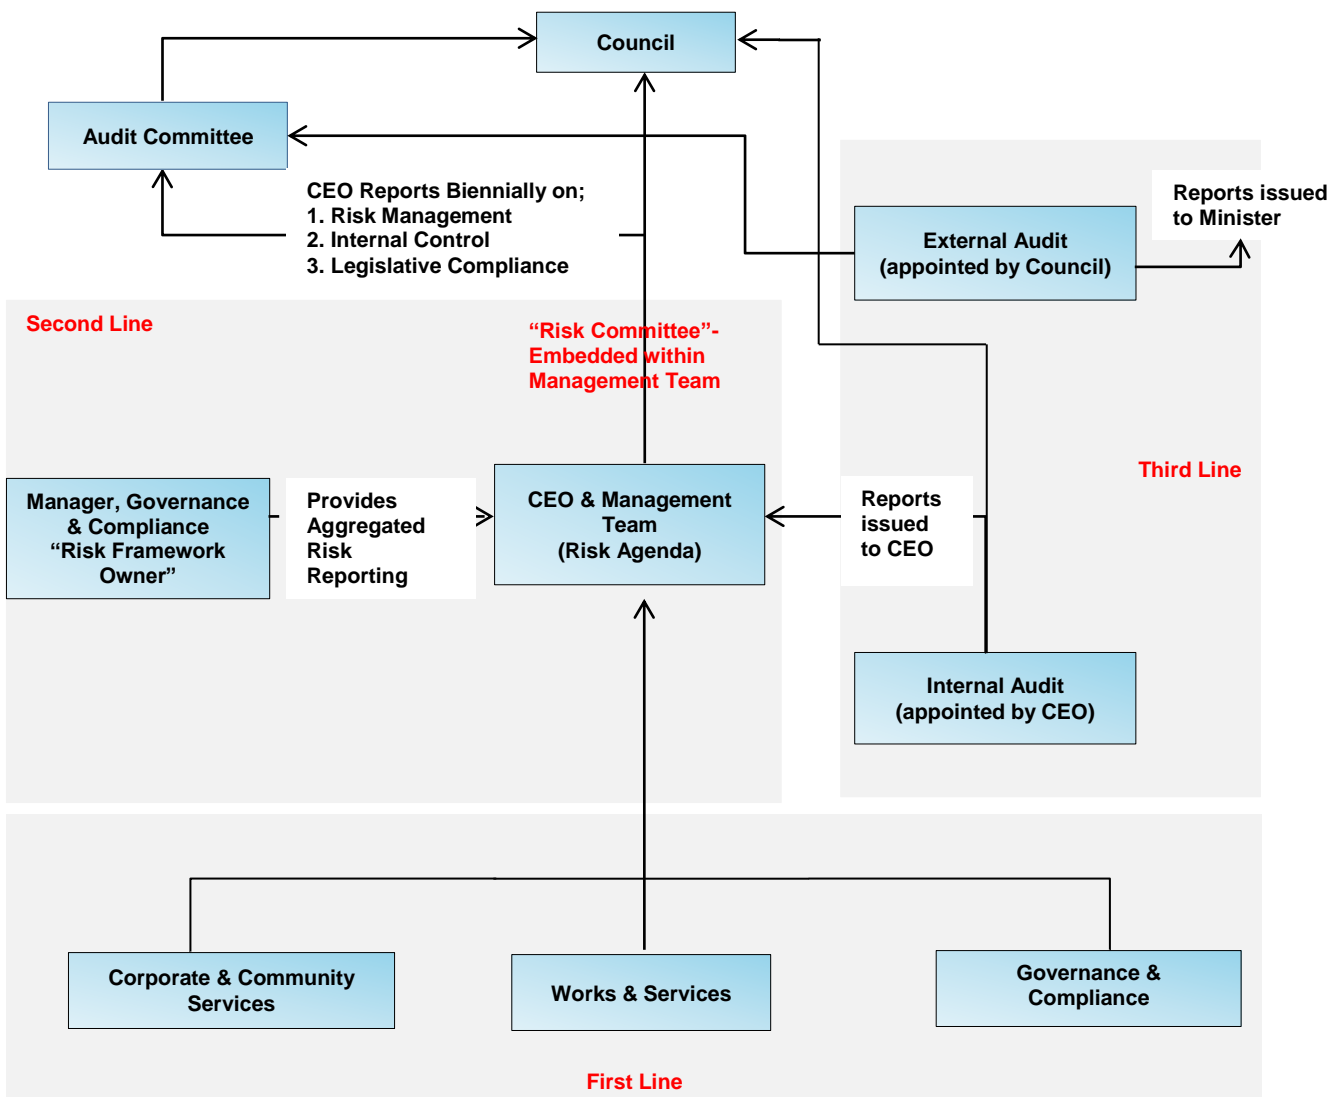 Council
Audit Committee
CEO Reports Biennially on;
1. Risk Management
2. Internal Control
3. Legislative Compliance
Reports issued
to Minister
External Audit
(appointed by Council)
Second Line
“Risk Committee”-
Embedded within
Management Team
Third Line
Manager, Governance
& Compliance
“Risk Framework
Owner”
Provides
Aggregated
Risk
Reporting
CEO & Management
Team
(Risk Agenda)
Reports
issued
to CEO
Internal Audit
(appointed by CEO)
Corporate & Community
Services
Works & Services
Governance &
Compliance
First Line